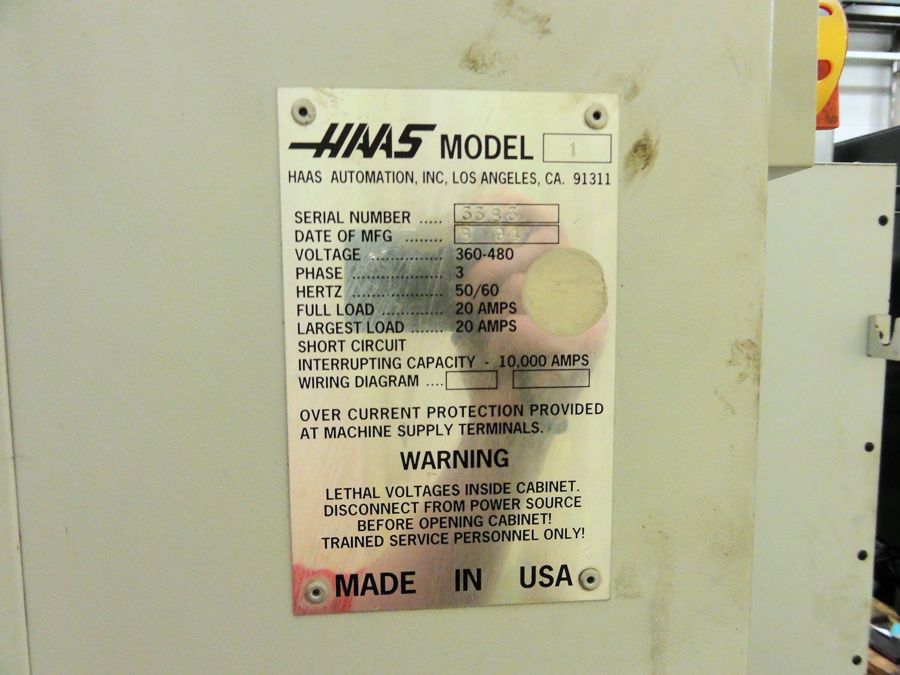 HAAS MODEL 1
HAAS AUTOMATION, INC, LOS ANGELES, CA. 91311
SERIAL NUMBER ..... 3383
DATE OF MFG ........ 8 94
VOLTAGE .............. 360-480
PHASE .................. 3
HERTZ .................. 50/60
FULL LOAD ............. 20 AMPS
LARGEST LOAD ....... 20 AMPS
SHORT CIRCUIT
INTERRUPTING CAPACITY - 10,000 AMPS
WIRING DIAGRAM ....
OVER CURRENT PROTECTION PROVIDED
AT MACHINE SUPPLY TERMINALS.
WARNING
LETHAL VOLTAGES INSIDE CABINET.
DISCONNECT FROM POWER SOURCE
BEFORE OPENING CABINET!
TRAINED SERVICE PERSONNEL ONLY!
MADE IN USA